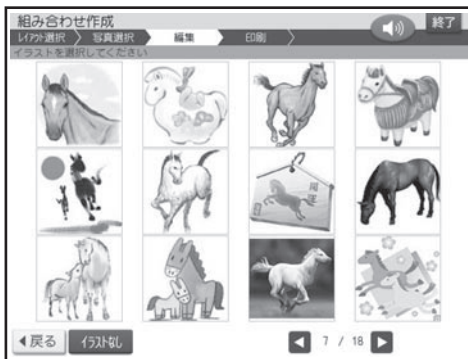 組み合わせ作成
終了
レイアウト選択 写真選択 編集 印刷
イラストを選択してください
開運
戻る イラストなし 7 / 18